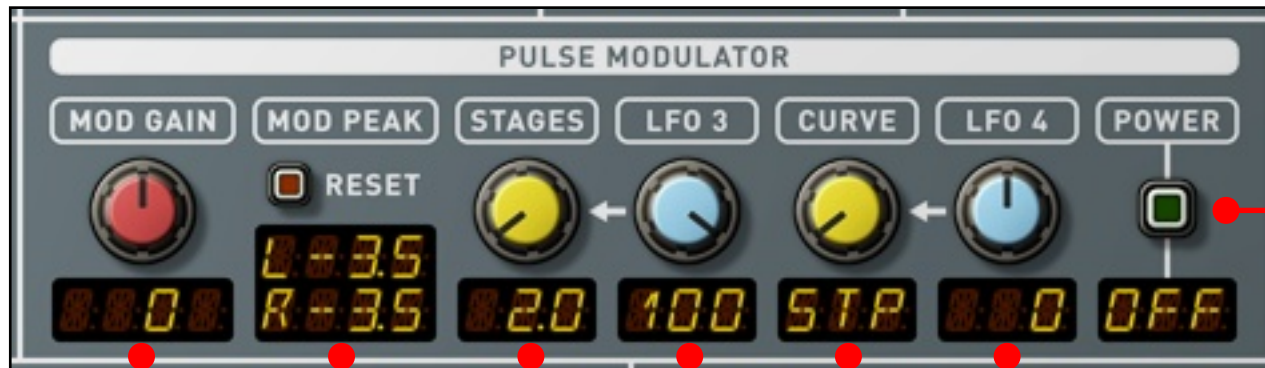 PULSE MODULATOR
MOD GAIN MOD PEAK STAGES LFO 3 CURVE LFO 4 POWER
RESET
L -3.5
R -3.5
0 2.0 100 STP 0 OFF